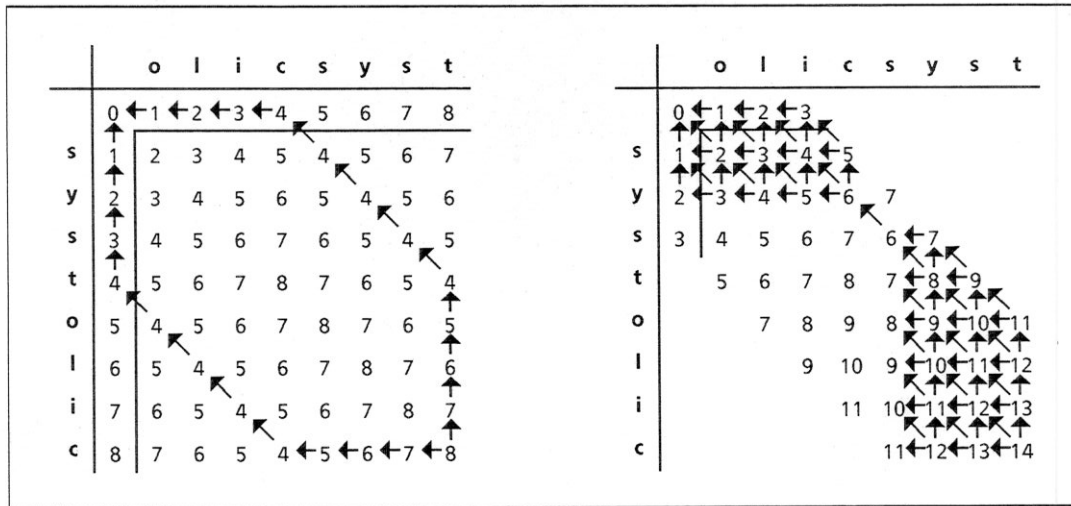 o l i c s y s t
0 1 2 3 4 5 6 7 8
s 1 2 3 4 5 4 5 6 7
y 2 3 4 5 6 5 4 5 6
s 3 4 5 6 7 6 5 4 5
t 4 5 6 7 8 7 6 5 4
o 5 4 5 6 7 8 7 6 5
l 6 5 4 5 6 7 8 7 6
i 7 6 5 4 5 6 7 8 7
c 8 7 6 5 4 5 6 7 8
o l i c s y s t
0 1 2 3
s 1 2 3 4 5
y 2 3 4 5 6 7
s 3 4 5 6 7 6 7
t 5 6 7 8 7 8 9
o 7 8 9 8 9 10 11
l 9 10 9 10 11 12
i 11 10 11 12 13
c 11 12 13 14